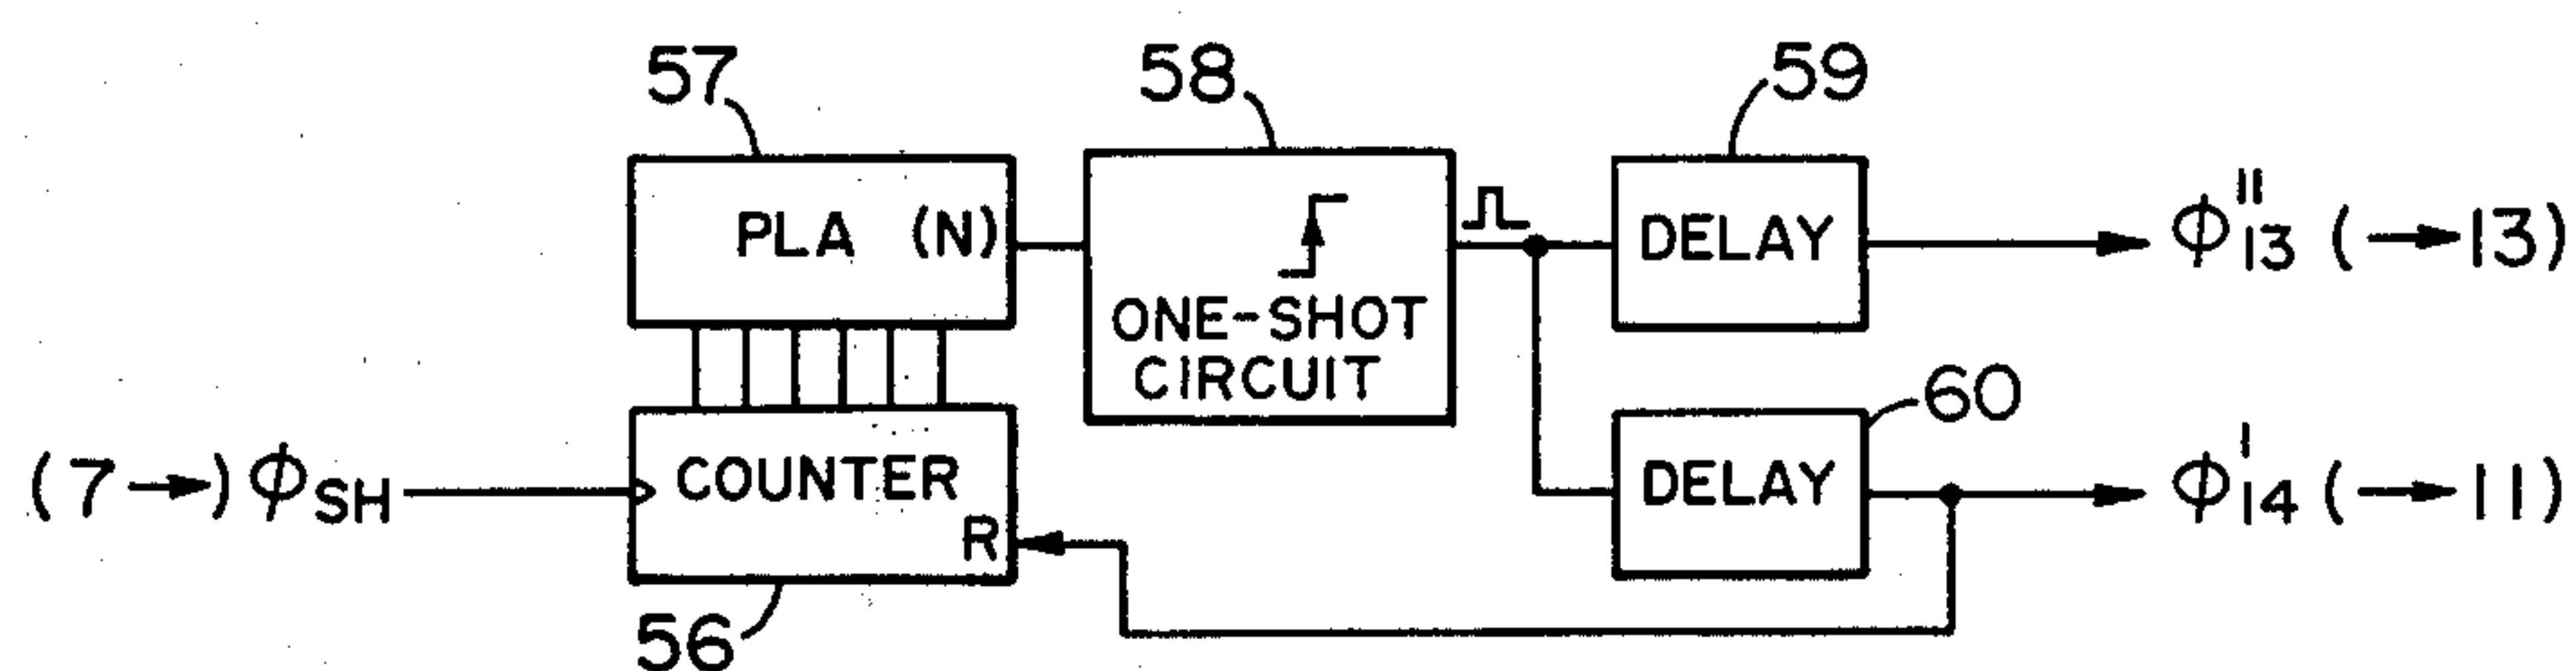 57
58
59
PLA (N)
ONE-SHOT
CIRCUIT
DELAY
ϕ"13 (→13)
(7→) ϕSH
COUNTER
R
56
60
DELAY
ϕ'14 (→11)